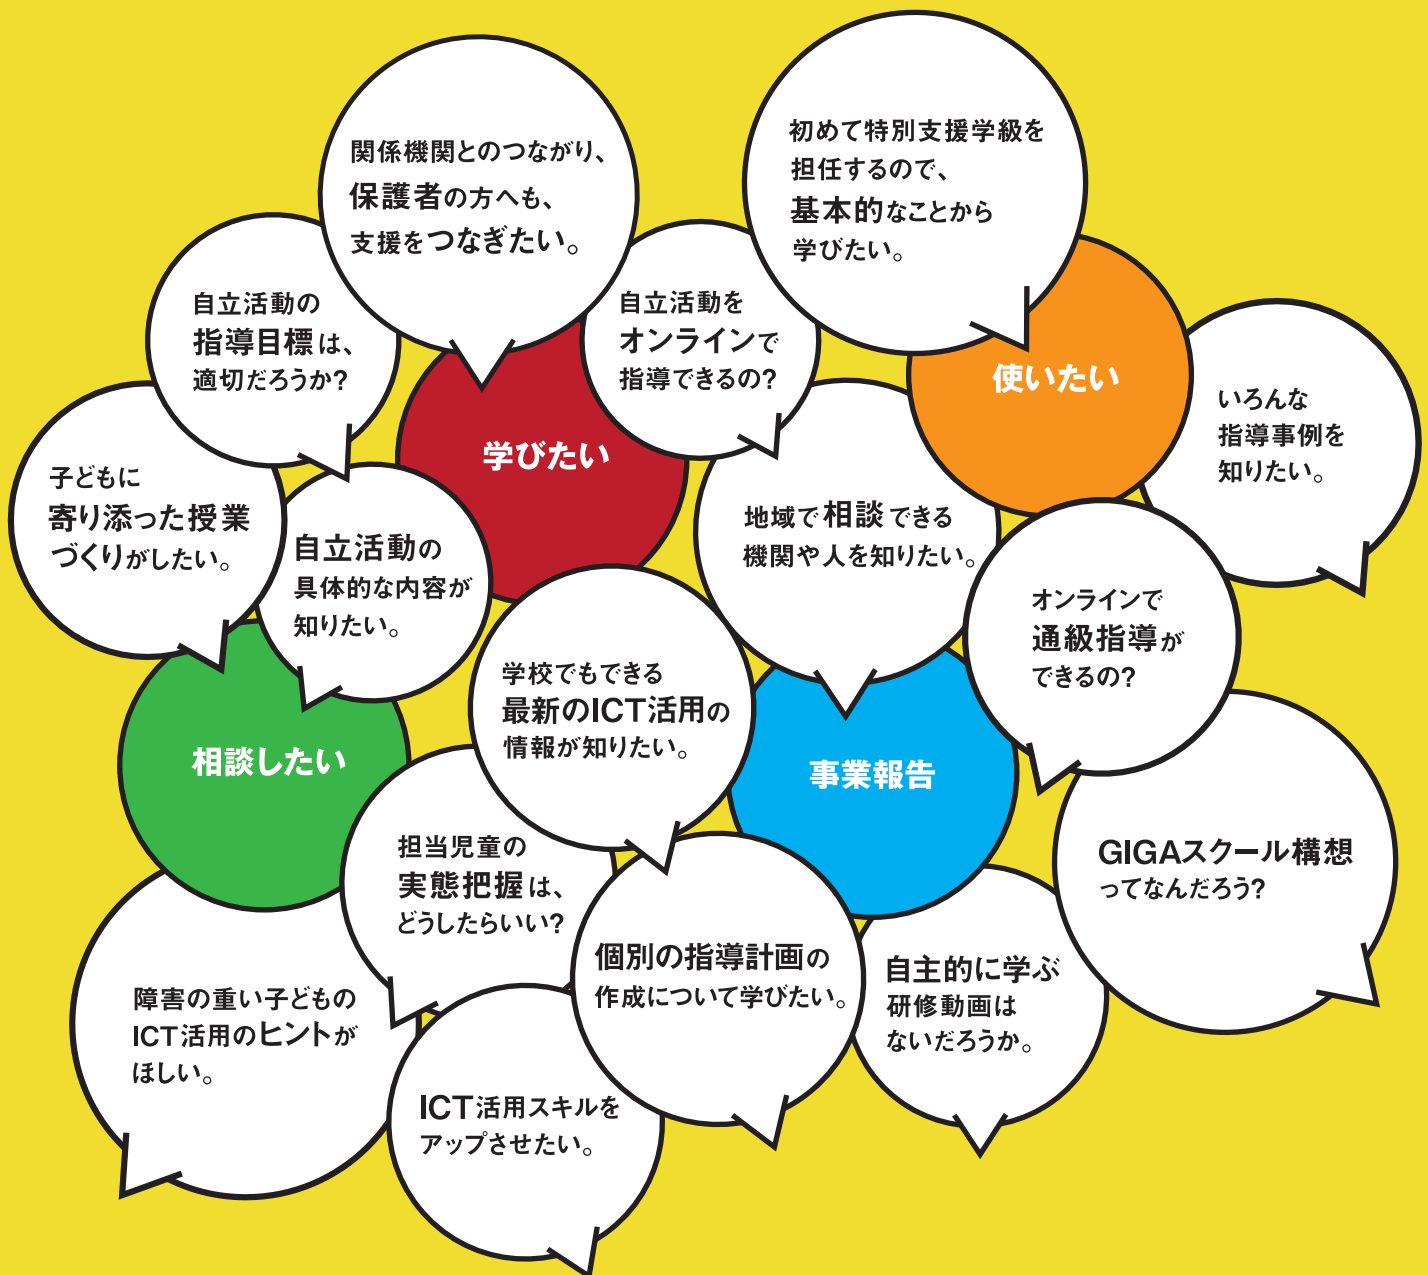 関係機関とのつながり、
保護者の方へも、
支援をつなぎたい。
初めて特別支援学級を
担任するので、
基本的なことから
学びたい。
自立活動の
指導目標は、
適切だろうか?
自立活動を
オンラインで
指導できるの?
使いたい
いろんな
指導事例を
知りたい。
学びたい
子どもに
寄り添った授業
づくりがしたい。
自立活動の
具体的な内容が
知りたい。
地域で相談できる
機関や人を知りたい。
オンラインで
通級指導が
できるの?
学校でもできる
最新のICT活用の
情報が知りたい。
相談したい
事業報告
担当児童の
実態把握は、
どうしたらいい?
GIGAスクール構想
ってなんだろう?
個別の指導計画の
作成について学びたい。
自主的に学ぶ
研修動画は
ないだろうか。
障害の重い子どもの
ICT活用のヒントが
ほしい。
ICT活用スキルを
アップさせたい。